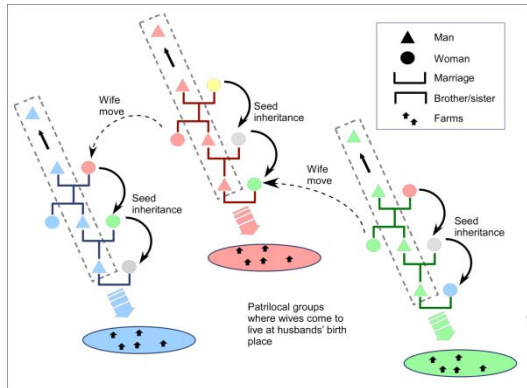 Man
Woman
Marriage
Brother/sister
Farms
Wife
move
Seed
inheritance
Wife
move
Seed
inheritance
Seed
inheritance
Patrilocal groups
where wives come to
live at husbands' birth
place